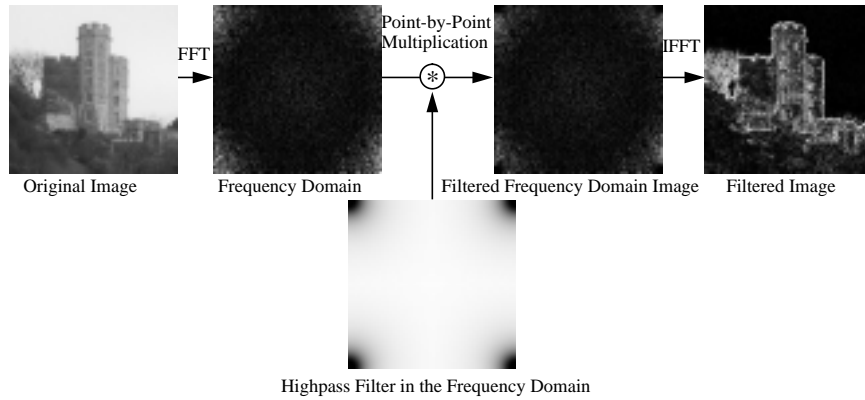 Point-by-Point
Multiplication
FFT
IFFT
*
Original Image
Frequency Domain
Filtered Frequency Domain Image
Filtered Image
Highpass Filter in the Frequency Domain